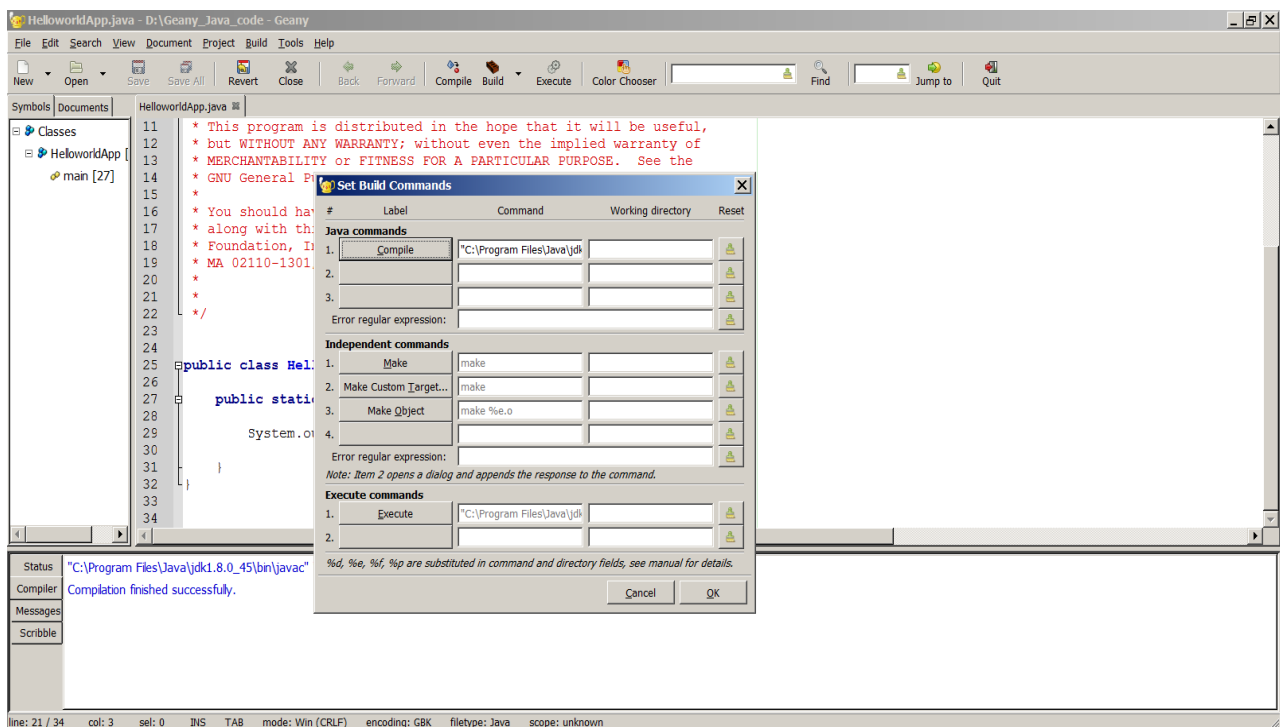 HelloworldApp.java - D:\Geany_Java_code - Geany
File Edit Search View Document Project Build Tools Help
New Open Save Save All Revert Close Back Forward Compile Build Execute Color Chooser Find Jump to Quit
Symbols Documents HelloworldApp.java
Classes
HelloworldApp [
main [27]
11 * This program is distributed in the hope that it will be useful,
12 * but WITHOUT ANY WARRANTY; without even the implied warranty of
13 * MERCHANTABILITY or FITNESS FOR A PARTICULAR PURPOSE. See the
14 * GNU General P
15 *
16 * You should hav
17 * along with thi
18 * Foundation, In
19 * MA 02110-1301,
20 *
21 *
22 */
23
24
25 public class Hell
26
27 public stati
28
29 System.ou
30
31 }
32 }
33
34
Set Build Commands
# Label Command Working directory Reset
Java commands
1. Compile "C:\Program Files\Java\jdk
2.
3.
Error regular expression:
Independent commands
1. Make make
2. Make Custom Target... make
3. Make Object make %e.o
4.
Error regular expression:
Note: Item 2 opens a dialog and appends the response to the command.
Execute commands
1. Execute "C:\Program Files\Java\jdk
2.
%d, %e, %f, %p are substituted in command and directory fields, see manual for details.
Cancel OK
Status
Compiler
Messages
Scribble
"C:\Program Files\Java\jdk1.8.0_45\bin\javac"
Compilation finished successfully.
line: 21 / 34 col: 3 sel: 0 INS TAB mode: Win (CRLF) encoding: GBK filetype: Java scope: unknown